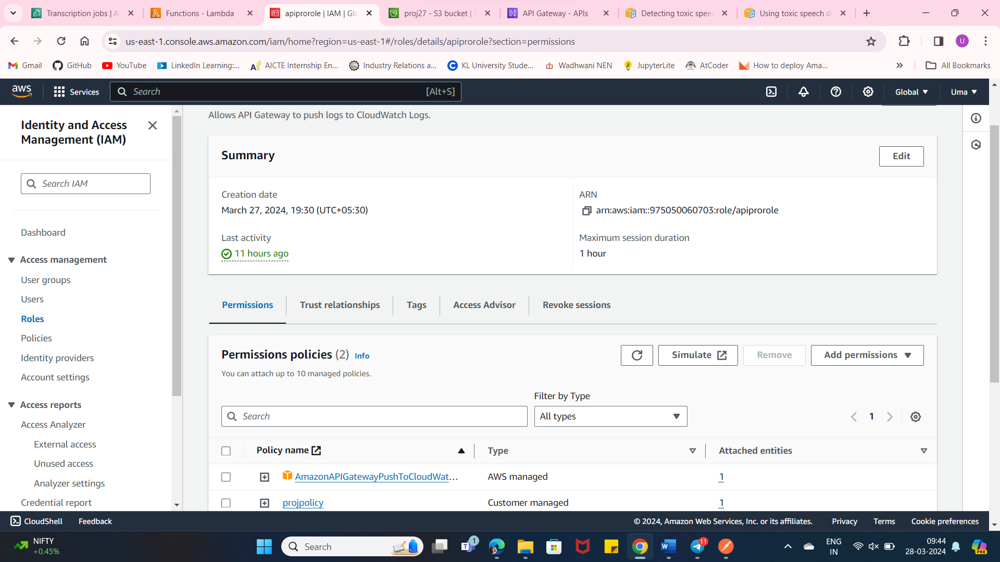 Transcription jobs | A
Functions - Lambda
apiprorole | IAM | Glo
proj27 - S3 bucket | S
API Gateway - APIs
Detecting toxic speec
Using toxic speech d
us-east-1.console.aws.amazon.com/iam/home?region=us-east-1#/roles/details/apiprorole?section=permissions
U
Gmail
GitHub
YouTube
LinkedIn Learning:...
AICTE Internship En...
Industry Relations a...
KL University Stude...
Wadhwani NEN
JupyterLite
AtCoder
How to deploy Ama...
All Bookmarks
aws
Services
Search
[Alt+S]
Global
Uma
Identity and Access
Management (IAM)
Search IAM
Dashboard
Access management
User groups
Users
Roles
Policies
Identity providers
Account settings
Access reports
Access Analyzer
External access
Unused access
Analyzer settings
Credential report
Allows API Gateway to push logs to CloudWatch Logs.
Summary
Edit
Creation date
March 27, 2024, 19:30 (UTC+05:30)
ARN
arn:aws:iam::975050060703:role/apiprorole
Last activity
11 hours ago
Maximum session duration
1 hour
Permissions
Trust relationships
Tags
Access Advisor
Revoke sessions
Permissions policies (2) Info
You can attach up to 10 managed policies.
Simulate
Remove
Add permissions
Filter by Type
Search
All types
1
Policy name
Type
Attached entities
AmazonAPIGatewayPushToCloudWat...
AWS managed
1
projpolicy
Customer managed
1
CloudShell
Feedback
© 2024, Amazon Web Services, Inc. or its affiliates.
Privacy
Terms
Cookie preferences
NIFTY
+0.45%
Search
1
11
ENG
IN
09:44
28-03-2024
PRE